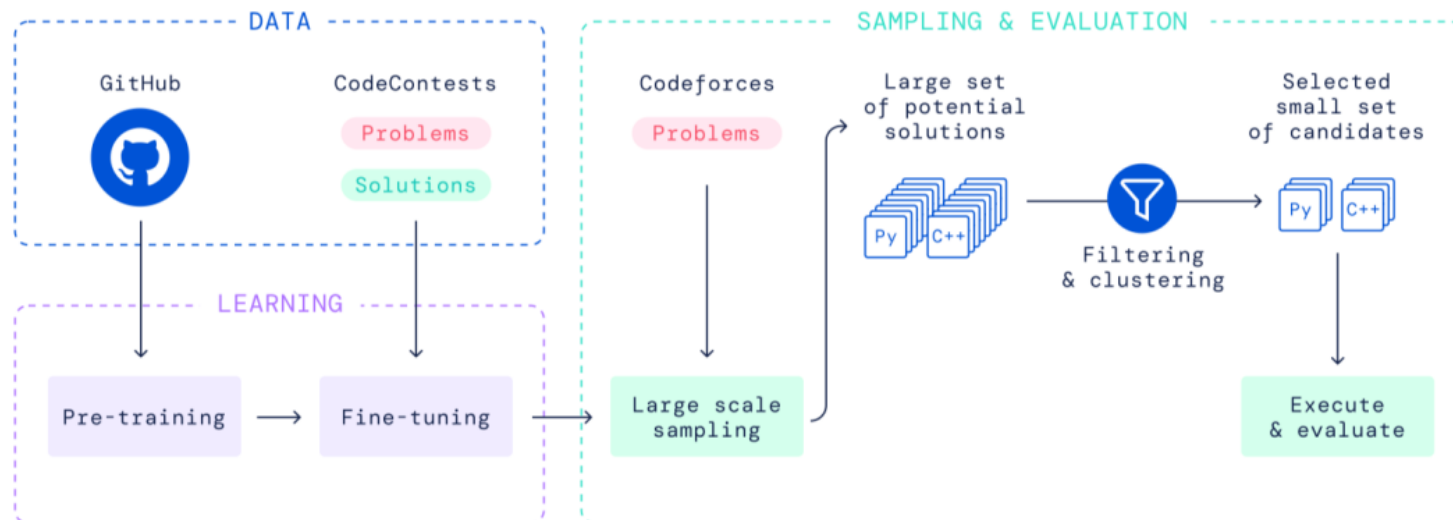 DATA
SAMPLING & EVALUATION
GitHub
CodeContests
Problems
Solutions
Codeforces
Problems
Large set
of potential
solutions
Py
C++
Filtering
& clustering
Selected
small set
of candidates
Py
C++
LEARNING
Pre-training
Fine-tuning
Large scale
sampling
Execute
& evaluate